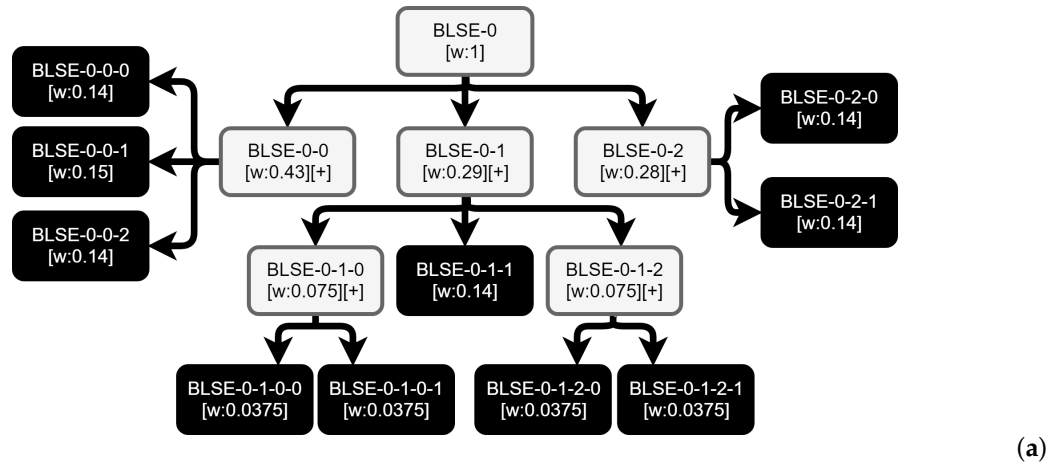 BLSE-0
[w:1]
BLSE-0-0-0
[w:0.14]
BLSE-0-2-0
[w:0.14]
BLSE-0-0-1
[w:0.15]
BLSE-0-0
[w:0.43][+]
BLSE-0-1
[w:0.29][+]
BLSE-0-2
[w:0.28][+]
BLSE-0-2-1
[w:0.14]
BLSE-0-0-2
[w:0.14]
BLSE-0-1-0
[w:0.075][+]
BLSE-0-1-1
[w:0.14]
BLSE-0-1-2
[w:0.075][+]
BLSE-0-1-0-0
[w:0.0375]
BLSE-0-1-0-1
[w:0.0375]
BLSE-0-1-2-0
[w:0.0375]
BLSE-0-1-2-1
[w:0.0375]
(a)